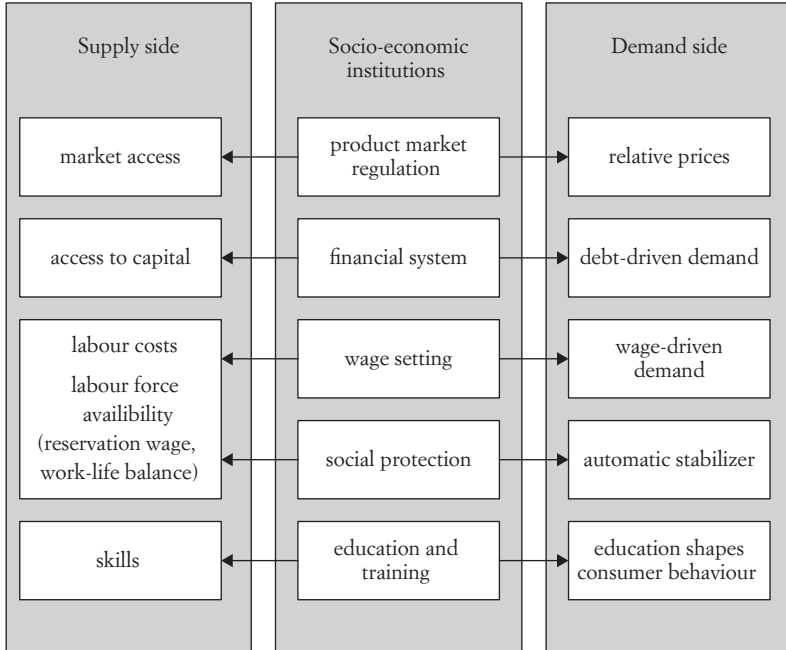 Supply side
market access
access to capital
labour costs
labour force
availibility
(reservation wage,
work-life balance)
skills
Socio-economic
institutions
product market
regulation
financial system
wage setting
social protection
education and
training
Demand side
relative prices
debt-driven demand
wage-driven
demand
automatic stabilizer
education shapes
consumer behaviour